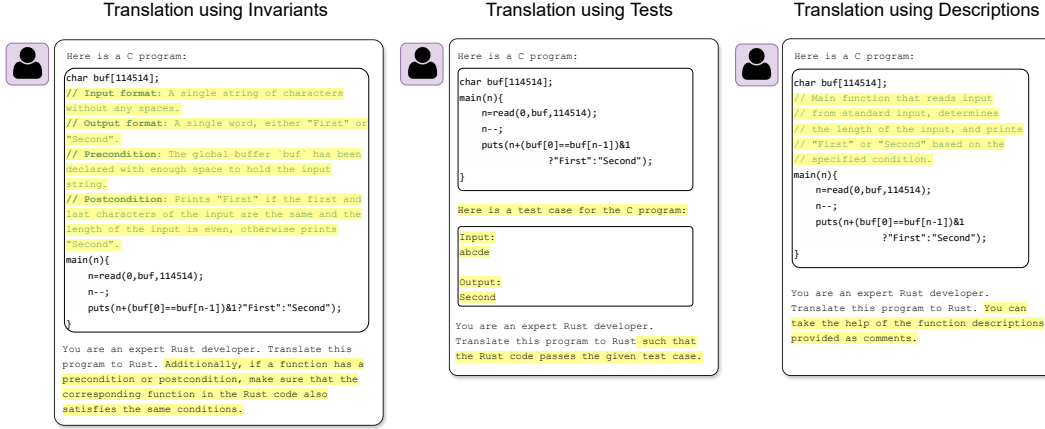 Translation using Invariants
Here is a C program:
char buf[114514];
// Input format: A single string of characters
without any spaces.
// Output format: A single word, either "First" or
"Second".
// Precondition: The global buffer `buf` has been
declared with enough space to hold the input
string.
// Postcondition: Prints "First" if the first and
last characters of the input are the same and the
length of the input is even, otherwise prints
"Second".
main(n){
n=read(0,buf,114514);
n--;
puts(n+(buf[0]==buf[n-1])&1?"First":"Second");
}
You are an expert Rust developer. Translate this
program to Rust. Additionally, if a function has a
precondition or postcondition, make sure that the
corresponding function in the Rust code also
satisfies the same conditions.
Translation using Tests
Here is a C program:
char buf[114514];
main(n){
n=read(0,buf,114514);
n--;
puts(n+(buf[0]==buf[n-1])&1
?"First":"Second");
}
Here is a test case for the C program:
Input:
abcde
Output:
Second
You are an expert Rust developer.
Translate this program to Rust such that
the Rust code passes the given test case.
Translation using Descriptions
Here is a C program:
char buf[114514];
// Main function that reads input
// from standard input, determines
// the length of the input, and prints
// "First" or "Second" based on the
// specified condition.
main(n){
n=read(0,buf,114514);
n--;
puts(n+(buf[0]==buf[n-1])&1
?"First":"Second");
}
You are an expert Rust developer.
Translate this program to Rust. You can
take the help of the function descriptions
provided as comments.